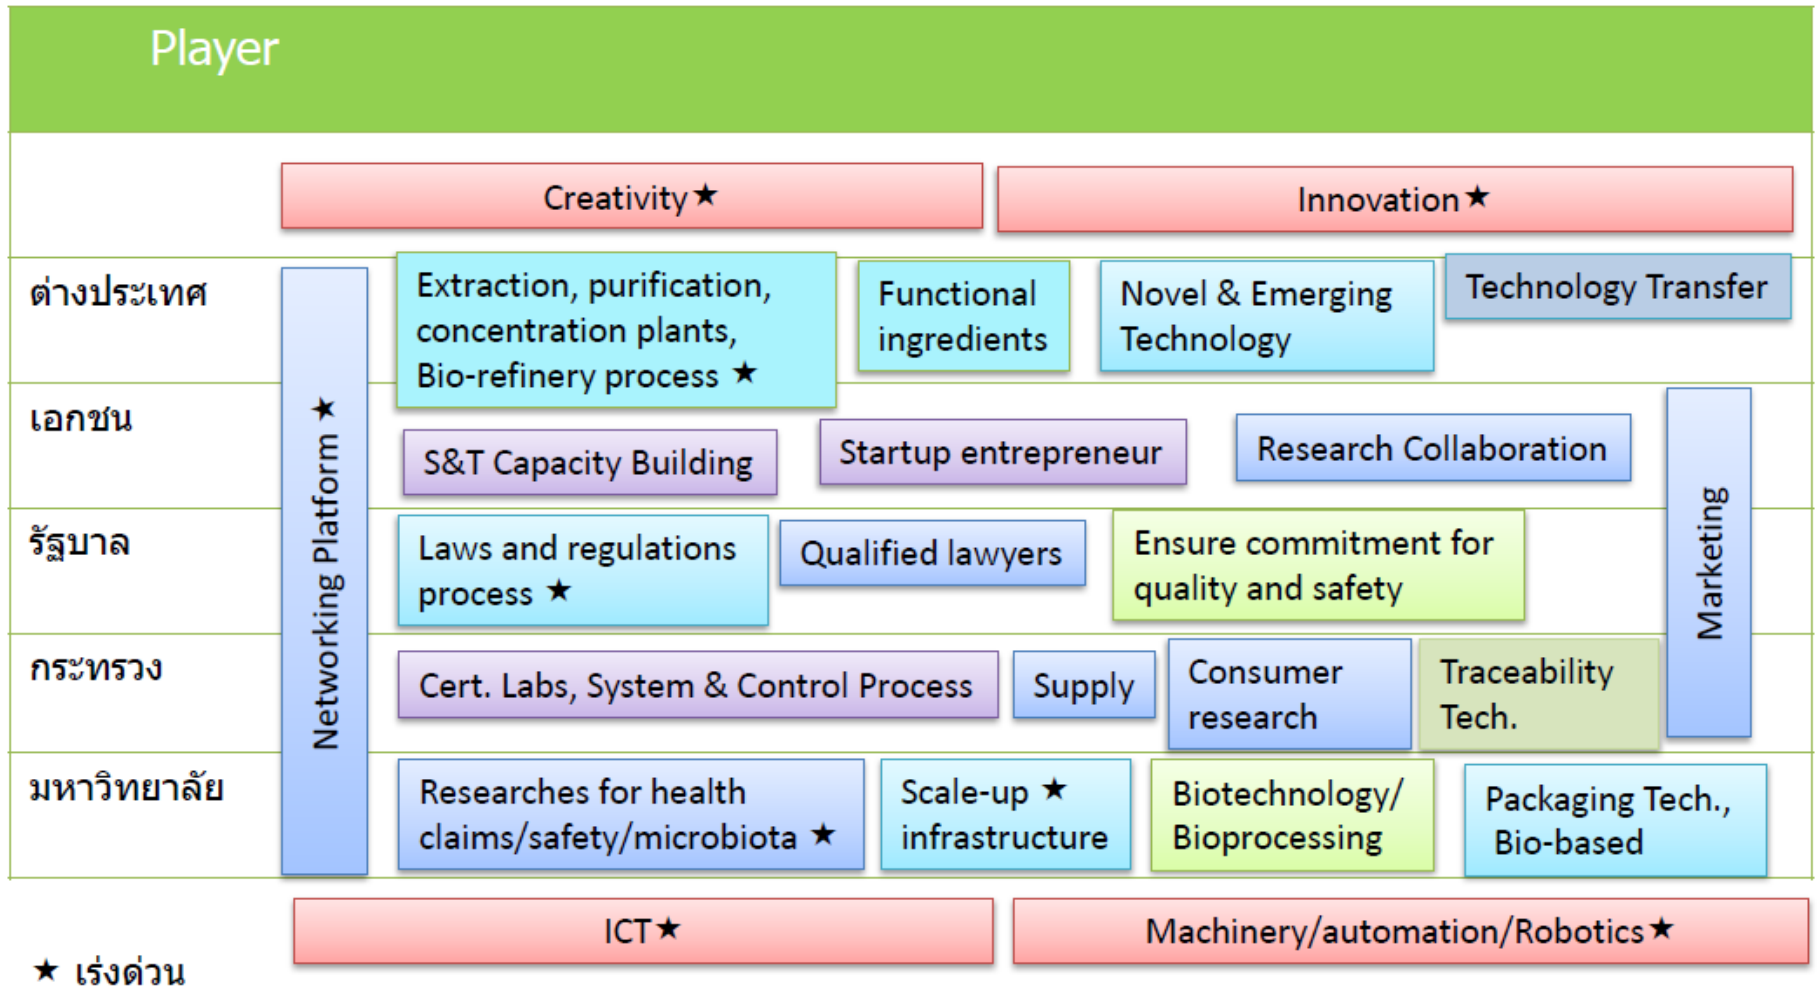 Player
Creativity ★
Innovation ★
ต่างประเทศ
Extraction, purification,
concentration plants,
Bio-refinery process ★
Functional
ingredients
Novel & Emerging
Technology
Technology Transfer
Networking Platform ★
เอกชน
S&T Capacity Building
Startup entrepreneur
Research Collaboration
Marketing
รัฐบาล
Laws and regulations
process ★
Qualified lawyers
Ensure commitment for
quality and safety
กระทรวง
Cert. Labs, System & Control Process
Supply
Consumer
research
Traceability
Tech.
มหาวิทยาลัย
Researches for health
claims/safety/microbiota ★
Scale-up ★
infrastructure
Biotechnology/
Bioprocessing
Packaging Tech.,
Bio-based
ICT ★
Machinery/automation/Robotics ★
★ เร่งด่วน